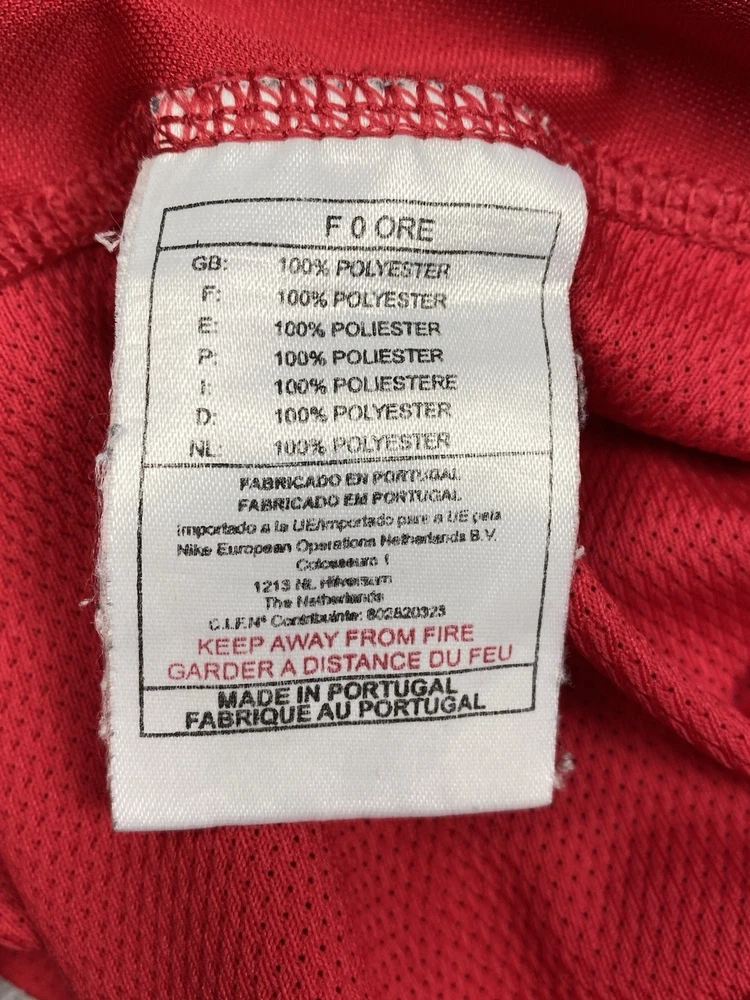 F 0 ORE
GB: 100% POLYESTER
F: 100% POLYESTER
E: 100% POLIESTER
P: 100% POLIESTER
I: 100% POLIESTERE
D: 100% POLYESTER
NL: 100% POLYESTER
FABRICADO EN PORTUGAL
FABRICADO EM PORTUGAL
Importado a la UE/Importado para a UE pela
Nike European Operations Netherlands B.V.
Colosseum 1
1213 NL Hilversum
The Netherlands
C.I.F.Nº Contribuinte: 802820323
KEEP AWAY FROM FIRE
GARDER A DISTANCE DU FEU
MADE IN PORTUGAL
FABRIQUE AU PORTUGAL